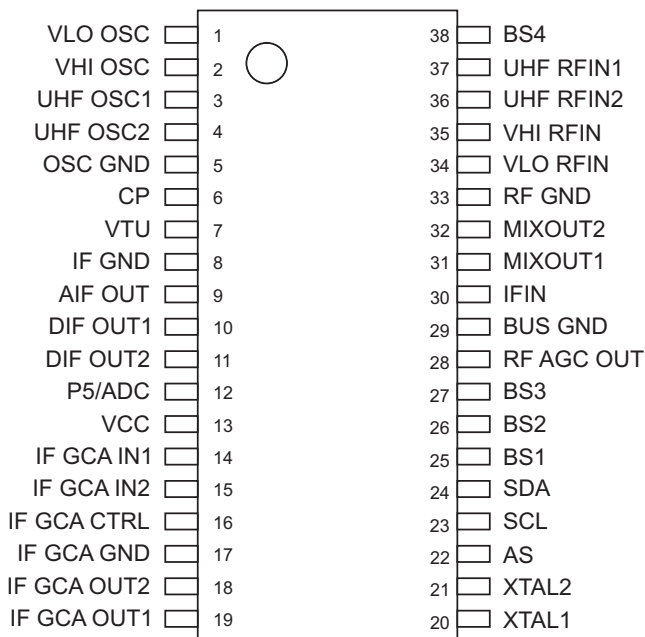 VLO OSC 1 38 BS4
VHI OSC 2 37 UHF RFIN1
UHF OSC1 3 36 UHF RFIN2
UHF OSC2 4 35 VHI RFIN
OSC GND 5 34 VLO RFIN
CP 6 33 RF GND
VTU 7 32 MIXOUT2
IF GND 8 31 MIXOUT1
AIF OUT 9 30 IFIN
DIF OUT1 10 29 BUS GND
DIF OUT2 11 28 RF AGC OUT
P5/ADC 12 27 BS3
VCC 13 26 BS2
IF GCA IN1 14 25 BS1
IF GCA IN2 15 24 SDA
IF GCA CTRL 16 23 SCL
IF GCA GND 17 22 AS
IF GCA OUT2 18 21 XTAL2
IF GCA OUT1 19 20 XTAL1